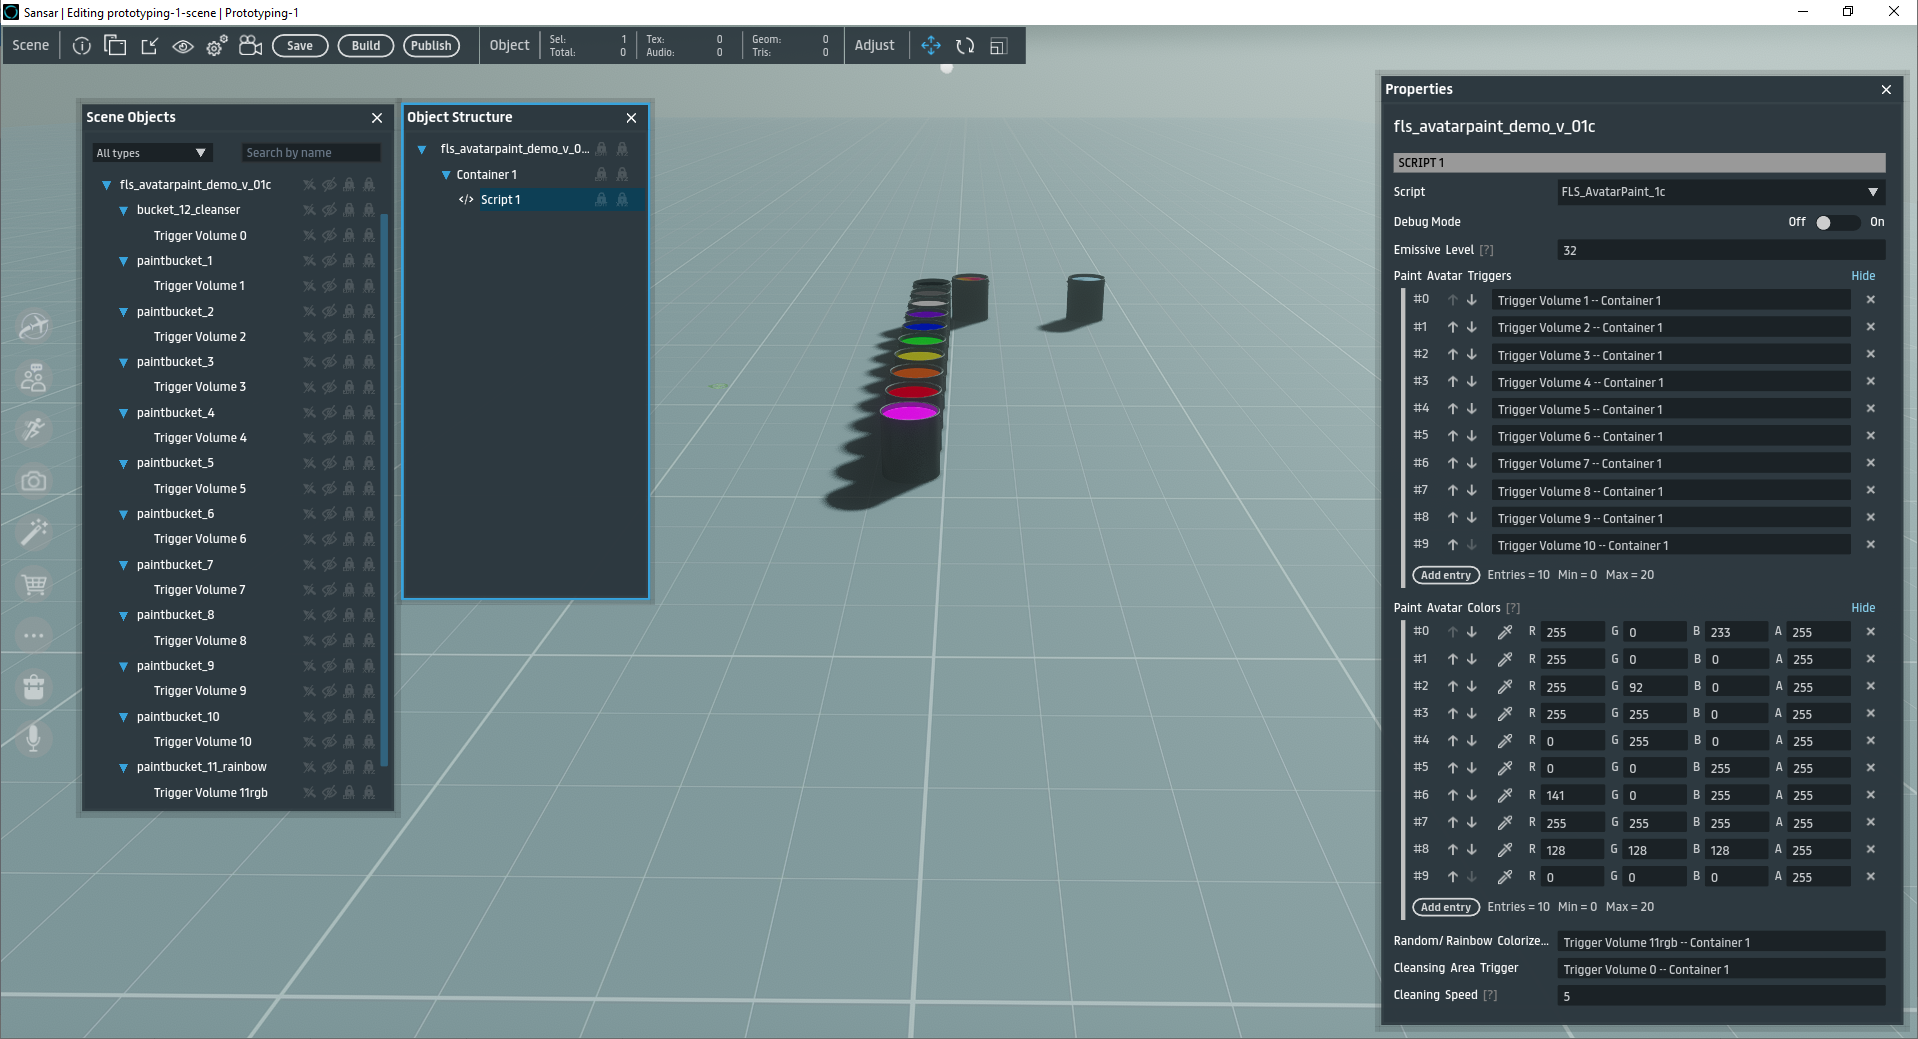 Sansar | Editing prototyping-1-scene | Prototyping-1
Scene Save Build Publish Object Sel: 1 Total: 0 Tex: 0 Audio: 0 Geom: 0 Tris: 0 Adjust
Scene Objects
All types Search by name
fls_avatarpaint_demo_v_01c
bucket_12_cleanser
Trigger Volume 0
paintbucket_1
Trigger Volume 1
paintbucket_2
Trigger Volume 2
paintbucket_3
Trigger Volume 3
paintbucket_4
Trigger Volume 4
paintbucket_5
Trigger Volume 5
paintbucket_6
Trigger Volume 6
paintbucket_7
Trigger Volume 7
paintbucket_8
Trigger Volume 8
paintbucket_9
Trigger Volume 9
paintbucket_10
Trigger Volume 10
paintbucket_11_rainbow
Trigger Volume 11rgb
Object Structure
fls_avatarpaint_demo_v_0...
Container 1
</> Script 1
Properties
fls_avatarpaint_demo_v_01c
SCRIPT 1
Script FLS_AvatarPaint_1c
Debug Mode Off On
Emissive Level [?] 32
Paint Avatar Triggers Hide
#0 Trigger Volume 1 -- Container 1
#1 Trigger Volume 2 -- Container 1
#2 Trigger Volume 3 -- Container 1
#3 Trigger Volume 4 -- Container 1
#4 Trigger Volume 5 -- Container 1
#5 Trigger Volume 6 -- Container 1
#6 Trigger Volume 7 -- Container 1
#7 Trigger Volume 8 -- Container 1
#8 Trigger Volume 9 -- Container 1
#9 Trigger Volume 10 -- Container 1
Add entry Entries = 10 Min = 0 Max = 20
Paint Avatar Colors [?] Hide
#0 R 255 G 0 B 233 A 255
#1 R 255 G 0 B 0 A 255
#2 R 255 G 92 B 0 A 255
#3 R 255 G 255 B 0 A 255
#4 R 0 G 255 B 0 A 255
#5 R 0 G 0 B 255 A 255
#6 R 141 G 0 B 255 A 255
#7 R 255 G 255 B 255 A 255
#8 R 128 G 128 B 128 A 255
#9 R 0 G 0 B 0 A 255
Add entry Entries = 10 Min = 0 Max = 20
Random/ Rainbow Colorize... Trigger Volume 11rgb -- Container 1
Cleansing Area Trigger Trigger Volume 0 -- Container 1
Cleaning Speed [?] 5